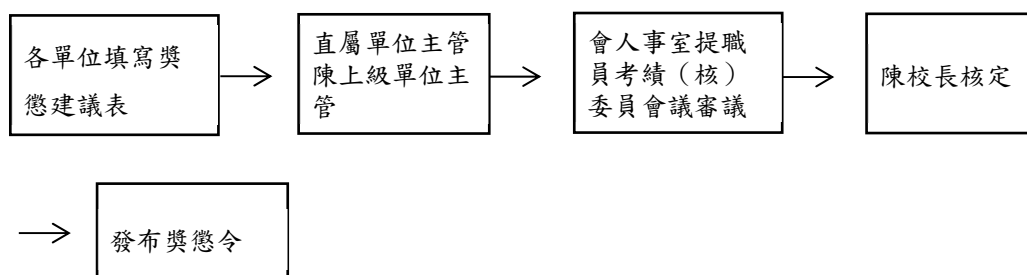 各單位填寫獎
懲建議表
直屬單位主管
陳上級單位主
管
會人事室提職
員考績（核）
委員會議審議
陳校長核定
發布獎懲令